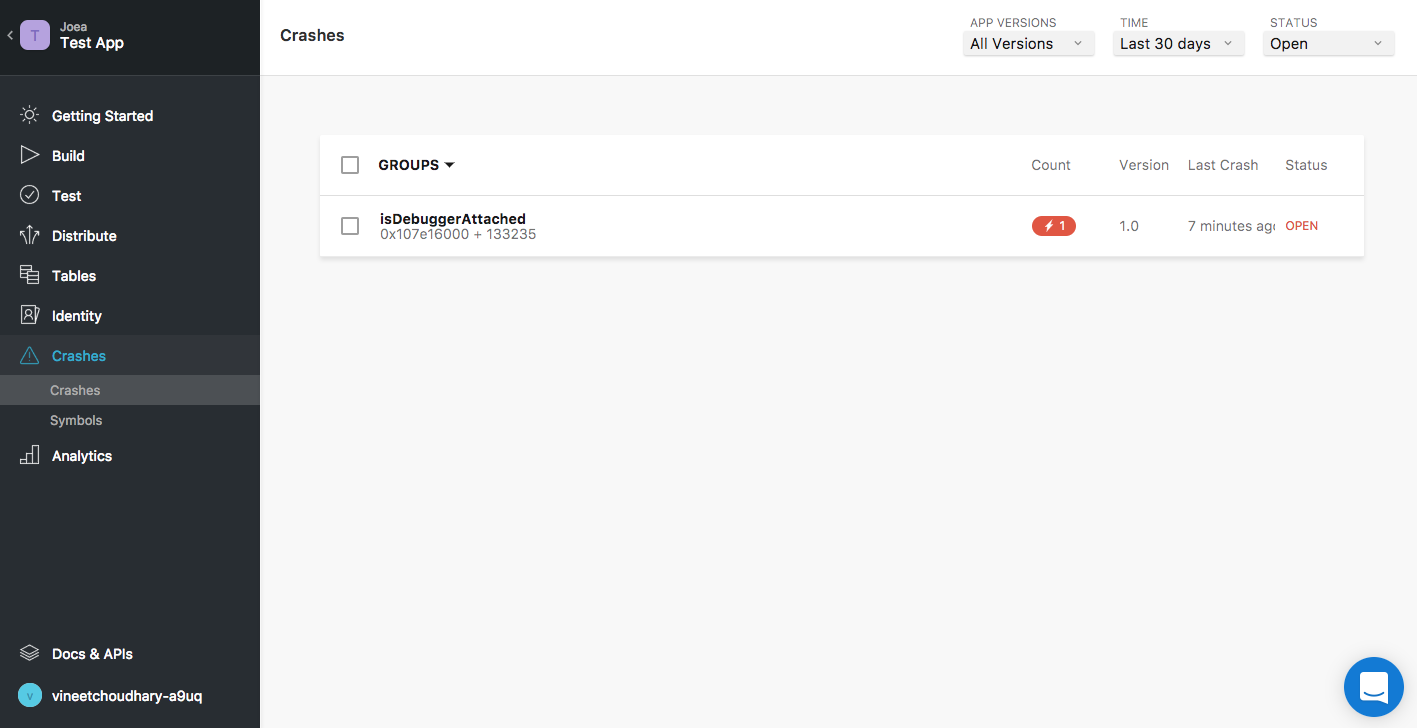 T
Joea
Test App
Getting Started
Build
Test
Distribute
Tables
Identity
Crashes
Crashes
Symbols
Analytics
Docs & APIs
v
vineetchoudhary-a9uq
Crashes
APP VERSIONS
All Versions
TIME
Last 30 days
STATUS
Open
GROUPS Count Version Last Crash Status
isDebuggerAttached
0x107e16000 + 133235
1 1.0 7 minutes ago OPEN